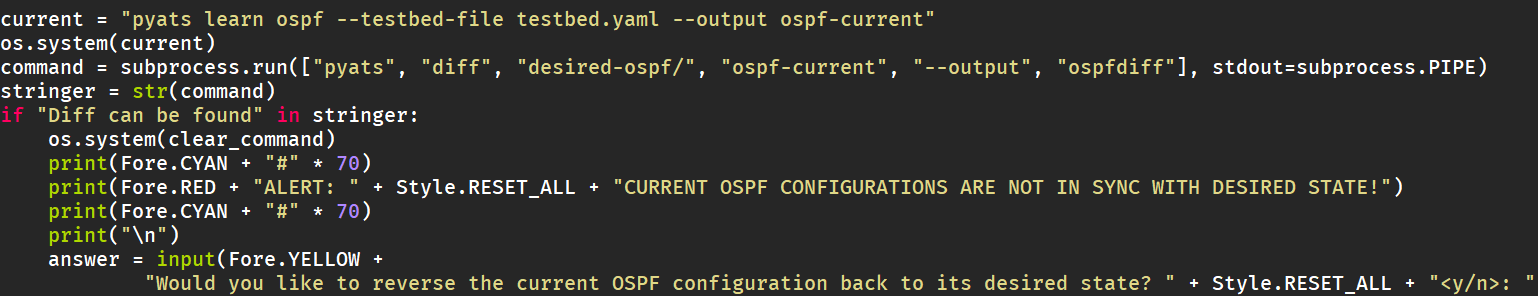 current = "pyats learn ospf --testbed-file testbed.yaml --output ospf-current"
os.system(current)
command = subprocess.run(["pyats", "diff", "desired-ospf/", "ospf-current", "--output", "ospfdiff"], stdout=subprocess.PIPE)
stringer = str(command)
if "Diff can be found" in stringer:
    os.system(clear_command)
    print(Fore.CYAN + "#" * 70)
    print(Fore.RED + "ALERT: " + Style.RESET_ALL + "CURRENT OSPF CONFIGURATIONS ARE NOT IN SYNC WITH DESIRED STATE!")
    print(Fore.CYAN + "#" * 70)
    print("\n")
    answer = input(Fore.YELLOW +
            "Would you like to reverse the current OSPF configuration back to its desired state? " + Style.RESET_ALL + "<y/n>: "